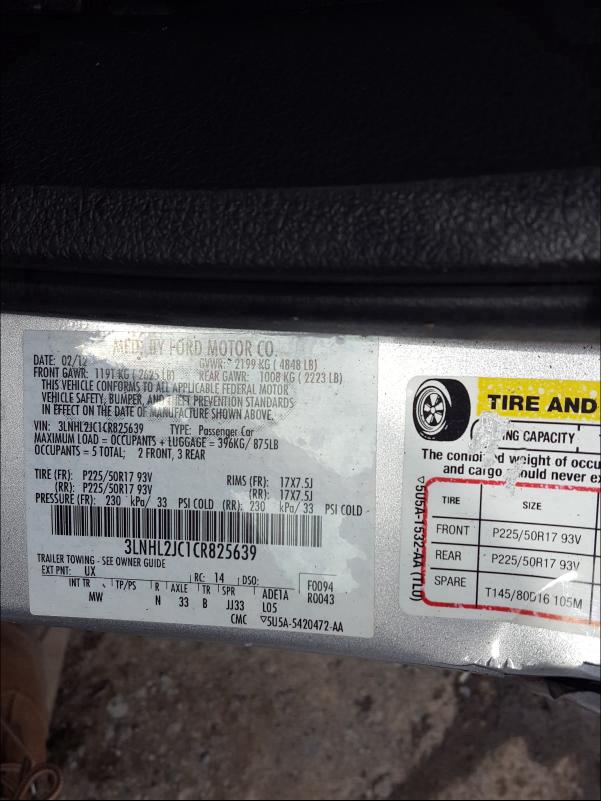 MFD. BY FORD MOTOR CO.
DATE: 02/12 GVWR: 2199 KG ( 4848 LB)
FRONT GAWR: 1191 KG ( 2625 LB) REAR GAWR: 1008 KG ( 2223 LB)
THIS VEHICLE CONFORMS TO ALL APPLICABLE FEDERAL MOTOR
VEHICLE SAFETY, BUMPER, AND THEFT PREVENTION STANDARDS
IN EFFECT ON THE DATE OF MANUFACTURE SHOWN ABOVE.
VIN: 3LNHL2JC1CR825639 TYPE: Passenger Car
MAXIMUM LOAD = OCCUPANTS + LUGGAGE = 396KG/ 875LB
OCCUPANTS = 5 TOTAL; 2 FRONT, 3 REAR
TIRE (FR): P225/50R17 93V RIMS (FR): 17X7.5J
(RR): P225/50R17 93V (RR): 17X7.5J
PRESSURE (FR): 230 kPa/ 33 PSI COLD (RR): 230 kPa/ 33 PSI COLD
3LNHL2JC1CR825639
TRAILER TOWING - SEE OWNER GUIDE
EXT PNT: UX RC: 14 DSO: F0094
INT TR TP/PS R AXLE TR SPR ADE1A R0043
MW N 33 B JJ33 L05
CMC ▽5U5A-5420472-AA
TIRE AND
NG CAPACITY
The combined weight of occu
and cargo should never ex
▽5U5A-1532-AA (TL0)
TIRE SIZE
FRONT P225/50R17 93V
REAR P225/50R17 93V
SPARE T145/80D16 105M